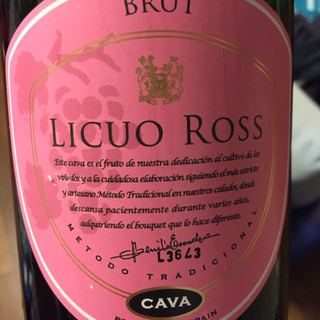 BRUT
LICUO ROSS
Este cava es el fruto de nuestra dedicación al cultivo de los
viñedos y a la cuidadosa elaboración siguiendo el más estricto
y artesano Método Tradicional en nuestras cavas, donde
descansa pacientemente durante varios años,
adquiriendo el bouquet que lo hace diferente.
L3643
METODO TRADICIONAL
CAVA